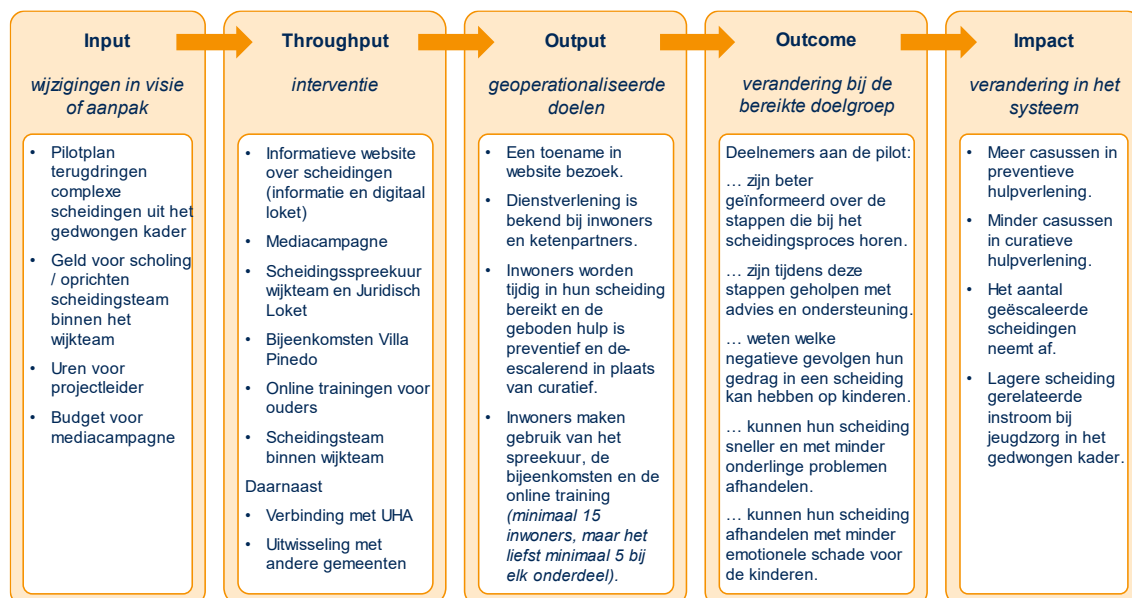 Input
wijzigingen in visie
of aanpak
• Pilotplan
terugdringen
complexe
scheidingen uit het
gedwongen kader
• Geld voor scholing
/ oprichten
scheidingsteam
binnen het
wijkteam
• Uren voor
projectleider
• Budget voor
mediacampagne
Throughput
interventie
• Informatieve website
over scheidingen
(informatie en digitaal
loket)
• Mediacampagne
• Scheidingsspreekuur
wijkteam en Juridisch
Loket
• Bijeenkomsten Villa
Pinedo
• Online trainingen voor
ouders
• Scheidingsteam
binnen wijkteam
Daarnaast
• Verbinding met UHA
• Uitwisseling met
andere gemeenten
Output
geoperationaliseerde
doelen
• Een toename in
website bezoek.
• Dienstverlening is
bekend bij inwoners
en ketenpartners.
• Inwoners worden
tijdig in hun scheiding
bereikt en de
geboden hulp is
preventief en de-
escalerend in plaats
van curatief.
• Inwoners maken
gebruik van het
spreekuur, de
bijeenkomsten en de
online training
(minimaal 15
inwoners, maar het
liefst minimaal 5 bij
elk onderdeel).
Outcome
verandering bij de
bereikte doelgroep
Deelnemers aan de pilot:
… zijn beter
geïnformeerd over de
stappen die bij het
scheidingsproces horen.
… zijn tijdens deze
stappen geholpen met
advies en ondersteuning.
… weten welke
negatieve gevolgen hun
gedrag in een scheiding
kan hebben op kinderen.
… kunnen hun scheiding
sneller en met minder
onderlinge problemen
afhandelen.
… kunnen hun scheiding
afhandelen met minder
emotionele schade voor
de kinderen.
Impact
verandering in het
systeem
• Meer casussen in
preventieve
hulpverlening.
• Minder casussen
in curatieve
hulpverlening.
• Het aantal
geëscaleerde
scheidingen
neemt af.
• Lagere scheiding
gerelateerde
instroom bij
jeugdzorg in het
gedwongen kader.